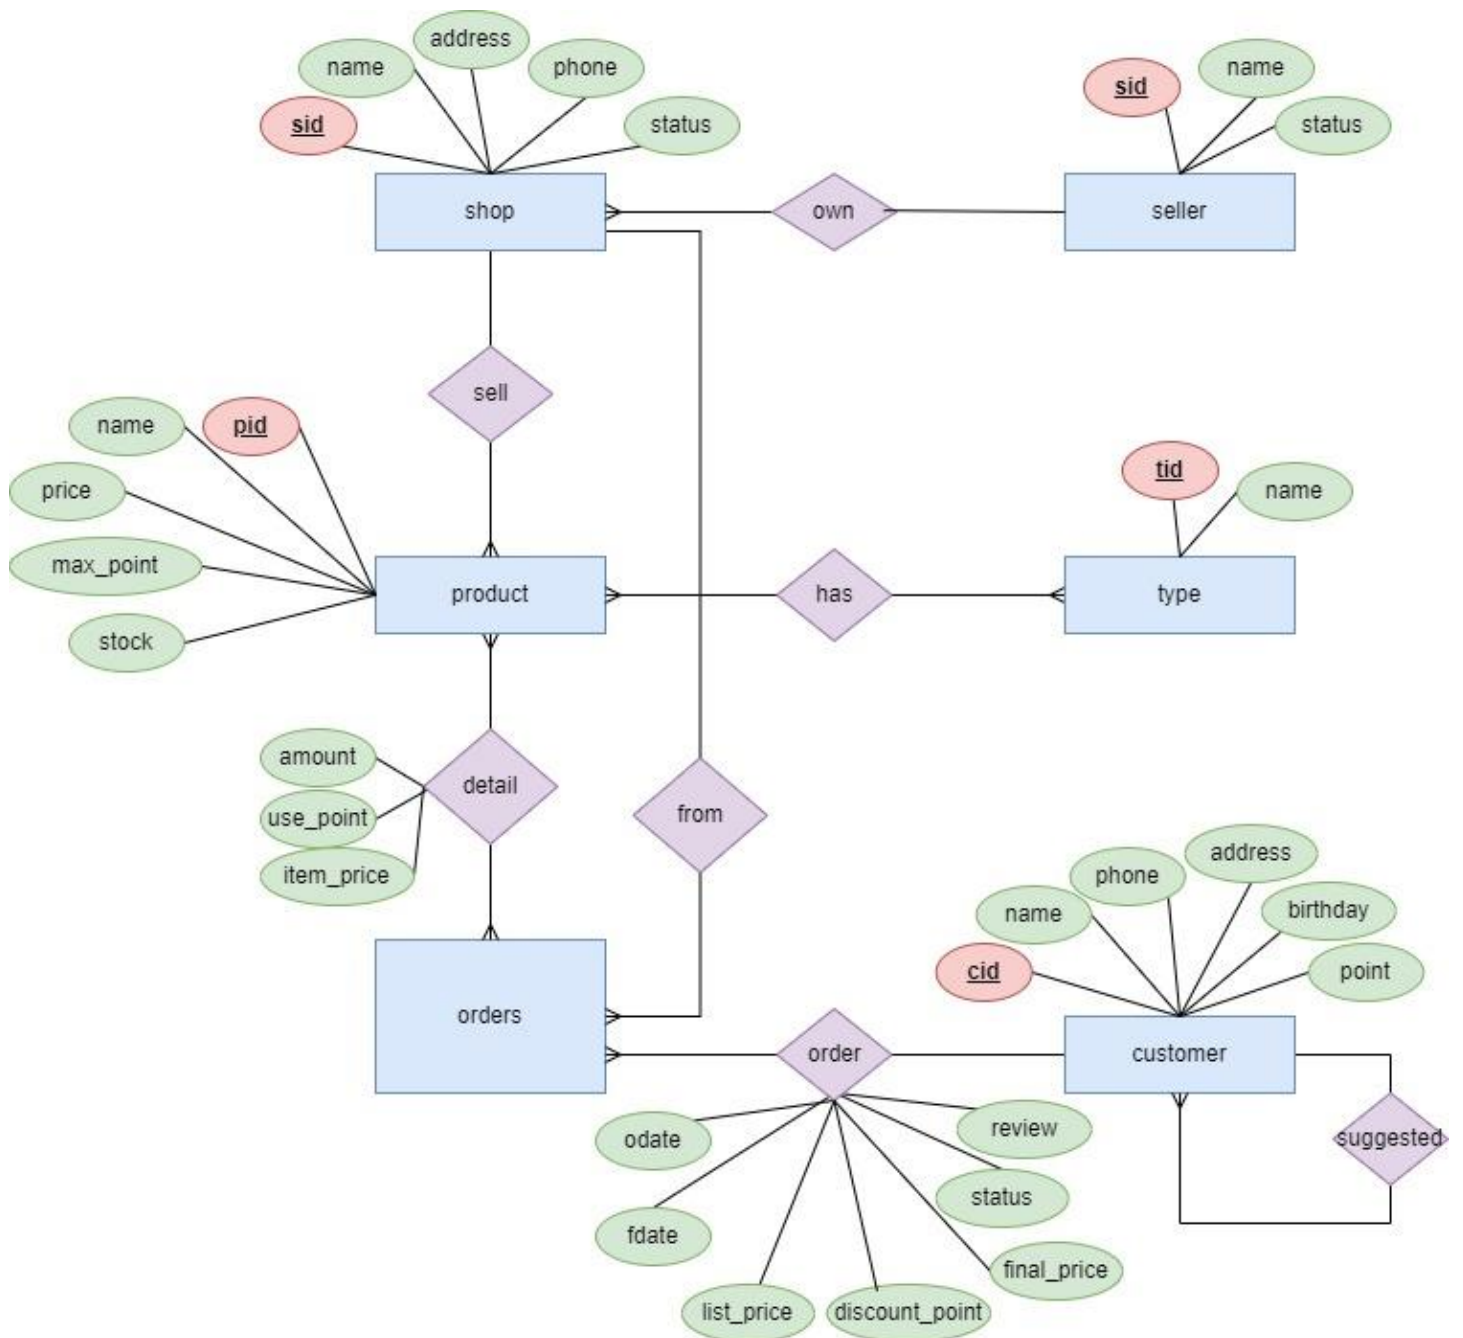 address
name
phone
sid
status
shop
own
sid
name
status
seller
sell
name
pid
price
max_point
stock
product
has
tid
name
type
amount
use_point
item_price
detail
from
orders
order
address
phone
name
birthday
cid
point
customer
suggested
odate
review
status
fdate
final_price
list_price
discount_point